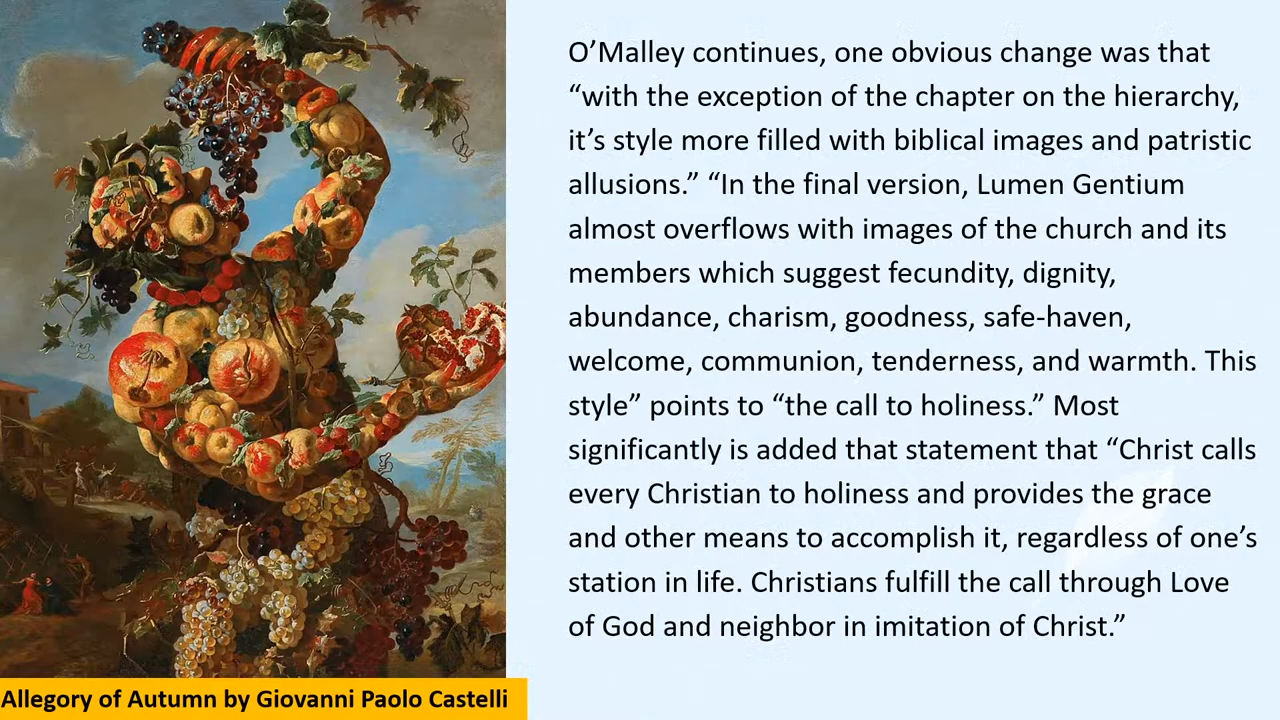 O’Malley continues, one obvious change was that
“with the exception of the chapter on the hierarchy,
it’s style more filled with biblical images and patristic
allusions.” “In the final version, Lumen Gentium
almost overflows with images of the church and its
members which suggest fecundity, dignity,
abundance, charism, goodness, safe-haven,
welcome, communion, tenderness, and warmth. This
style” points to “the call to holiness.” Most
significantly is added that statement that “Christ calls
every Christian to holiness and provides the grace
and other means to accomplish it, regardless of one’s
station in life. Christians fulfill the call through Love
of God and neighbor in imitation of Christ.”
Allegory of Autumn by Giovanni Paolo Castelli